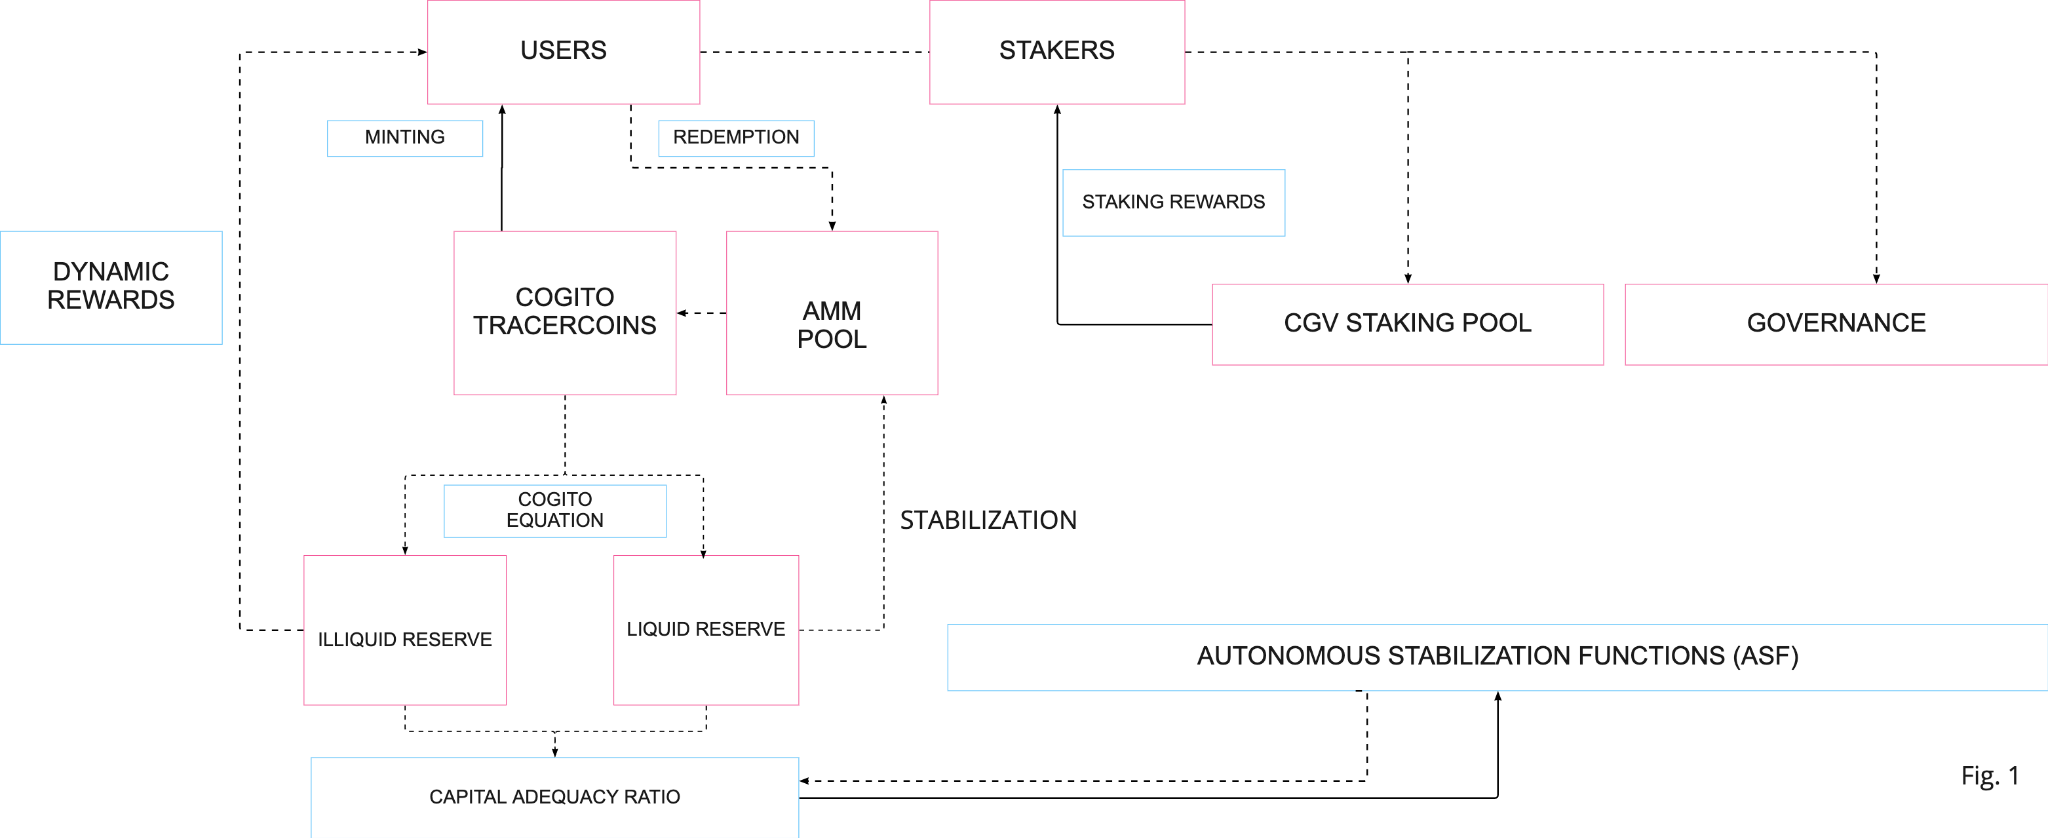 USERS
STAKERS
MINTING
REDEMPTION
STAKING REWARDS
DYNAMIC
REWARDS
COGITO
TRACERCOINS
AMM
POOL
CGV STAKING POOL
GOVERNANCE
COGITO
EQUATION
STABILIZATION
ILLIQUID RESERVE
LIQUID RESERVE
AUTONOMOUS STABILIZATION FUNCTIONS (ASF)
CAPITAL ADEQUACY RATIO
Fig. 1